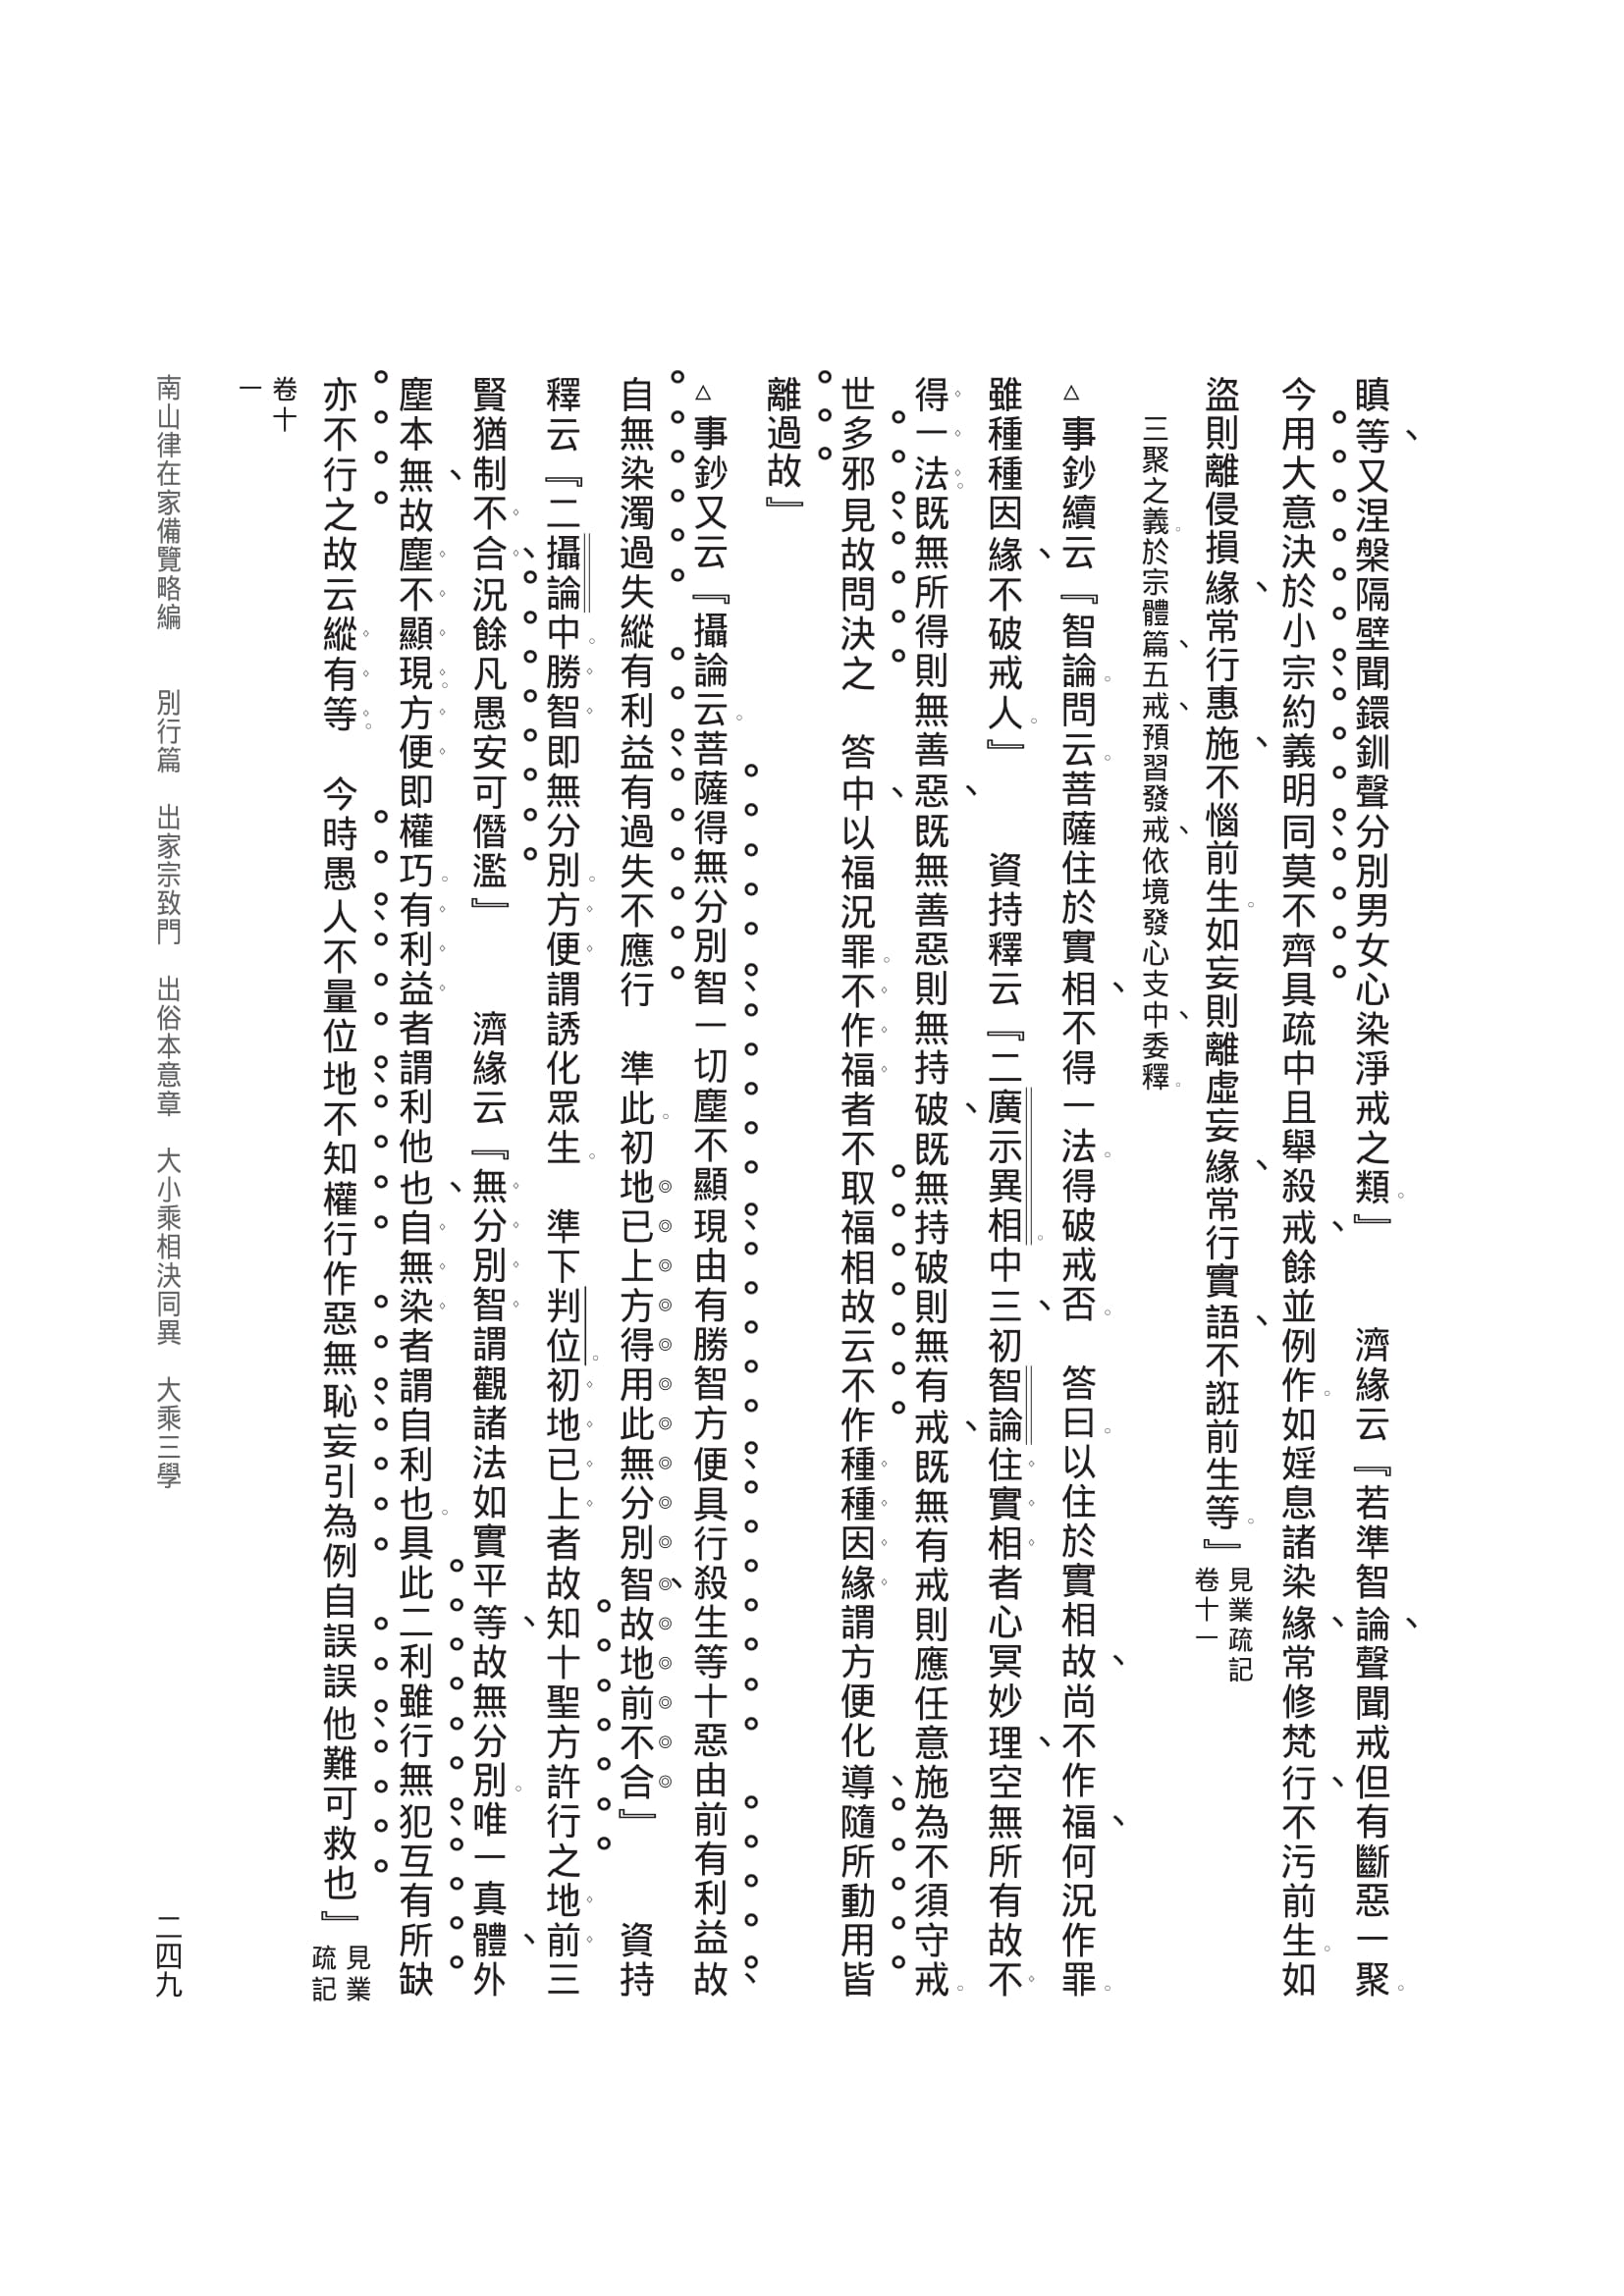 瞋等又涅槃隔壁聞鐶釧聲分別男女心染淨戒之類』　　濟緣云『若準智論聲聞戒但有斷惡一聚
今用大意決於小宗約義明同莫不齊具疏中且舉殺戒餘並例作如婬息諸染緣常修梵行不污前生如
盜則離侵損緣常行惠施不惱前生如妄則離虛妄緣常行實語不誑前生等』見業疏記卷十一
三聚之義於宗體篇五戒預習發戒依境發心支中委釋
△事鈔續云『智論問云菩薩住於實相不得一法得破戒否　答曰以住於實相故尚不作福何況作罪
雖種種因緣不破戒人』　　資持釋云『二廣示異相中三初智論住實相者心冥妙理空無所有故不
得一法既無所得則無善惡既無善惡則無持破既無持破則無有戒既無有戒則應任意施為不須守戒
世多邪見故問決之　答中以福況罪不作福者不取福相故云不作種種因緣謂方便化導隨所動用皆
離過故』
△事鈔又云『攝論云菩薩得無分別智一切塵不顯現由有勝智方便具行殺生等十惡由前有利益故
自無染濁過失縱有利益有過失不應行　準此初地已上方得用此無分別智故地前不合』　　資持
釋云『二攝論中勝智即無分別方便謂誘化眾生　準下判位初地已上者故知十聖方許行之地前三
賢猶制不合況餘凡愚安可僭濫』　　濟緣云『無分別智謂觀諸法如實平等故無分別唯一真體外
塵本無故塵不顯現方便即權巧有利益者謂利他也自無染者謂自利也具此二利雖行無犯互有所缺
亦不行之故云縱有等　今時愚人不量位地不知權行作惡無恥妄引為例自誤誤他難可救也』見業疏記
卷十一
南山律在家備覽略編　　別行篇　出家宗致門　出俗本意章　大小乘相決同異　大乘三學
二四九